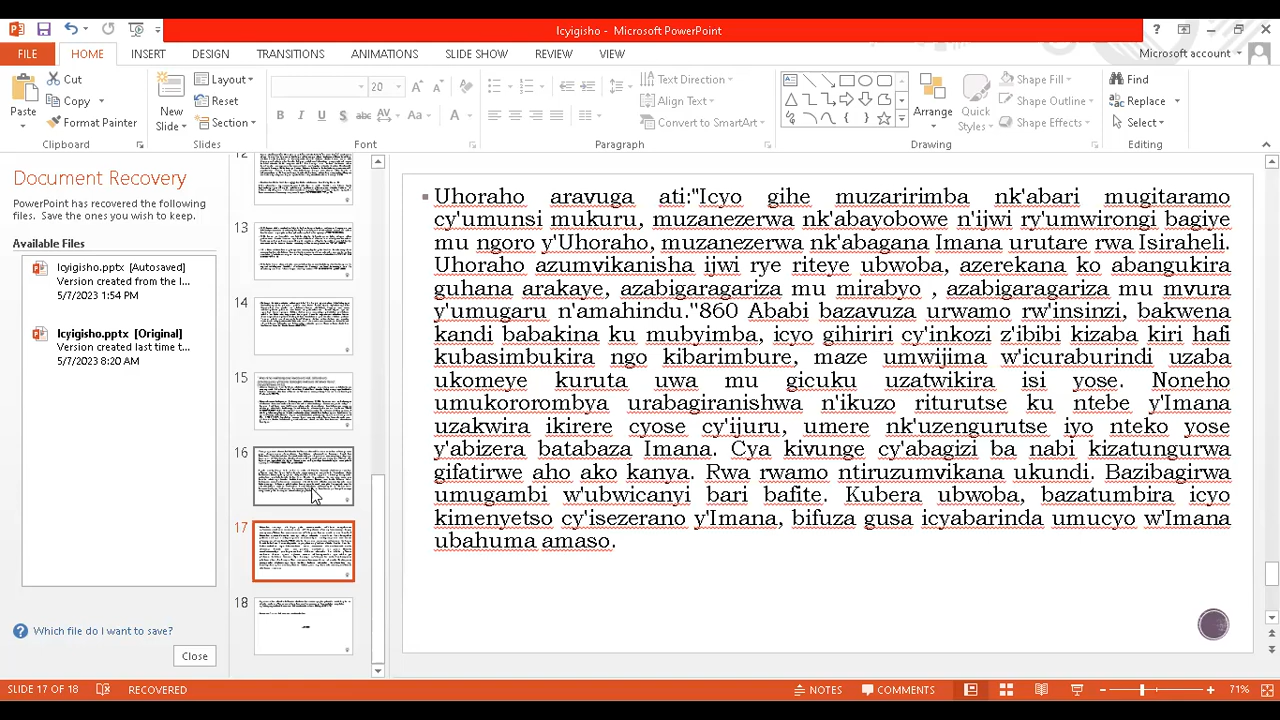 Icyigisho - Microsoft PowerPoint
FILE HOME INSERT DESIGN TRANSITIONS ANIMATIONS SLIDE SHOW REVIEW VIEW Microsoft account
Paste Cut Copy Format Painter
Clipboard
New Slide Layout Reset Section
Slides
20
Font
Text Direction Align Text Convert to SmartArt
Paragraph
Arrange Quick Styles Shape Fill Shape Outline Shape Effects
Drawing
Find Replace Select
Editing
Document Recovery
PowerPoint has recovered the following
files. Save the ones you wish to keep.
Available Files
Icyigisho.pptx [Autosaved]
Version created from the l...
5/7/2023 1:54 PM
Icyigisho.pptx [Original]
Version created last time t...
5/7/2023 8:20 AM
Which file do I want to save?
Close
12
13
14
15
16
17
18
Uhoraho aravuga ati:"Icyo gihe muzaririmba nk'abari mugitaramo
cy'umunsi mukuru, muzanezerwa nk'abayobowe n'ijwi ry'umwirongi bagiye
mu ngoro y'Uhoraho, muzanezerwa nk'abagana Imana urutare rwa Isiraheli.
Uhoraho azumvikanisha ijwi rye riteye ubwoba, azerekana ko abangukira
guhana arakaye, azabigaragariza mu mirabyo , azabigaragariza mu mvura
y'umugaru n'amahindu."860 Ababi bazavuza urwamo rw'insinzi, bakwena
kandi babakina ku mubyimba, icyo gihiriri cy'inkozi z'ibibi kizaba kiri hafi
kubasimbukira ngo kibarimbure, maze umwijima w'icuraburindi uzaba
ukomeye kuruta uwa mu gicuku uzatwikira isi yose. Noneho
umukororombya urabagiranishwa n'ikuzo riturutse ku ntebe y'Imana
uzakwira ikirere cyose cy'ijuru, umere nk'uzengurutse iyo nteko yose
y'abizera batabaza Imana. Cya kivunge cy'abagizi ba nabi kizatungurwa
gifatirwe aho ako kanya. Rwa rwamo ntiruzumvikana ukundi. Bazibagirwa
umugambi w'ubwicanyi bari bafite. Kubera ubwoba, bazatumbira icyo
kimenyetso cy'isezerano y'Imana, bifuza gusa icyabarinda umucyo w'Imana
ubahuma amaso.
SLIDE 17 OF 18 RECOVERED NOTES COMMENTS 71%